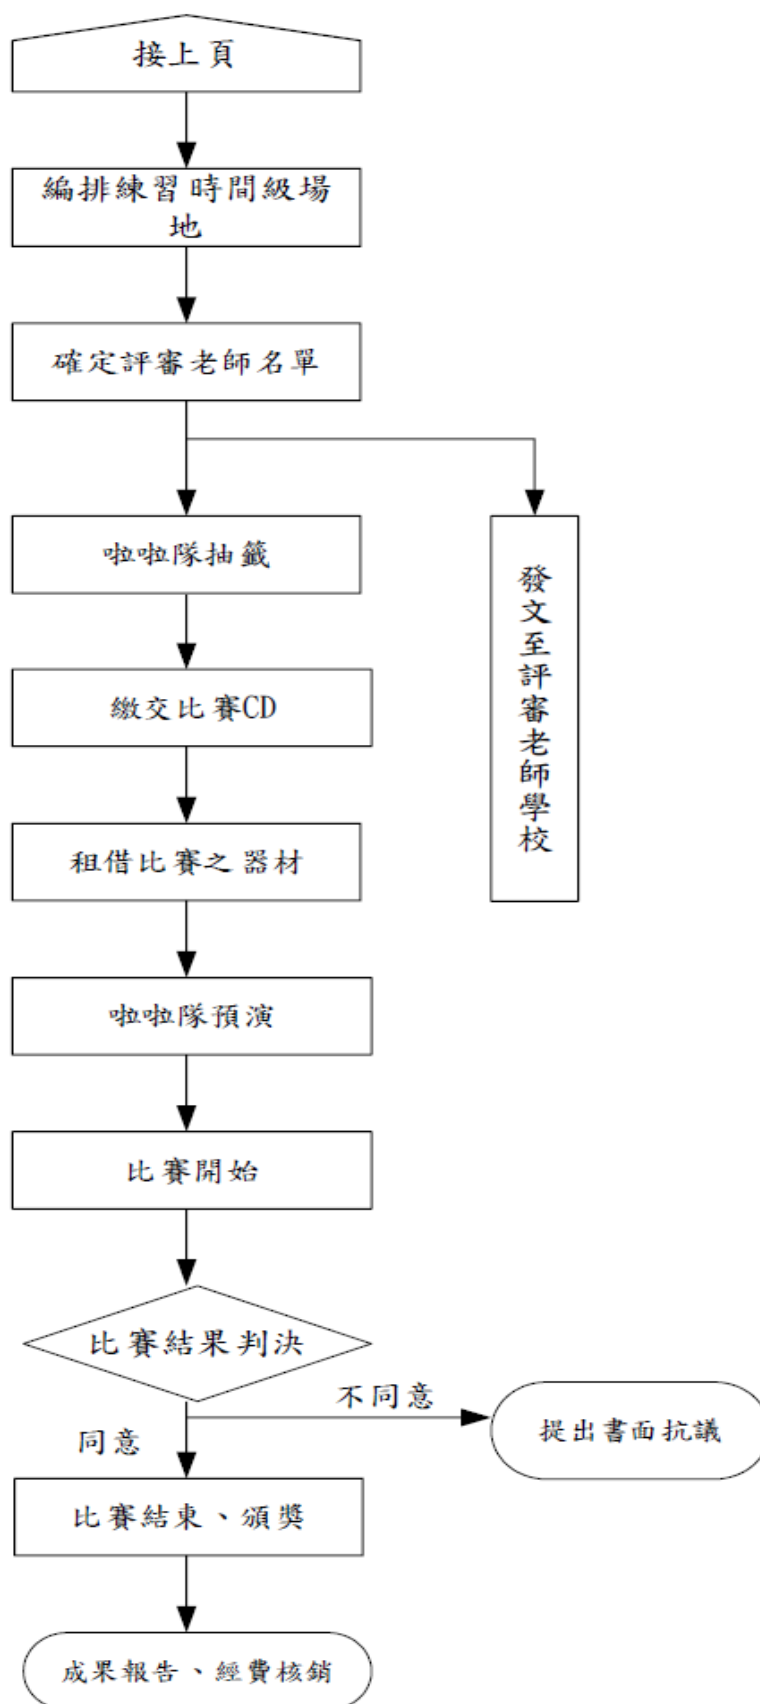 接上頁
編排練習時間級場
地
確定評審老師名單
啦啦隊抽籤
發文至評審老師學校
繳交比賽CD
租借比賽之器材
啦啦隊預演
比賽開始
比賽結果判決
不同意
提出書面抗議
同意
比賽結束、頒獎
成果報告、經費核銷